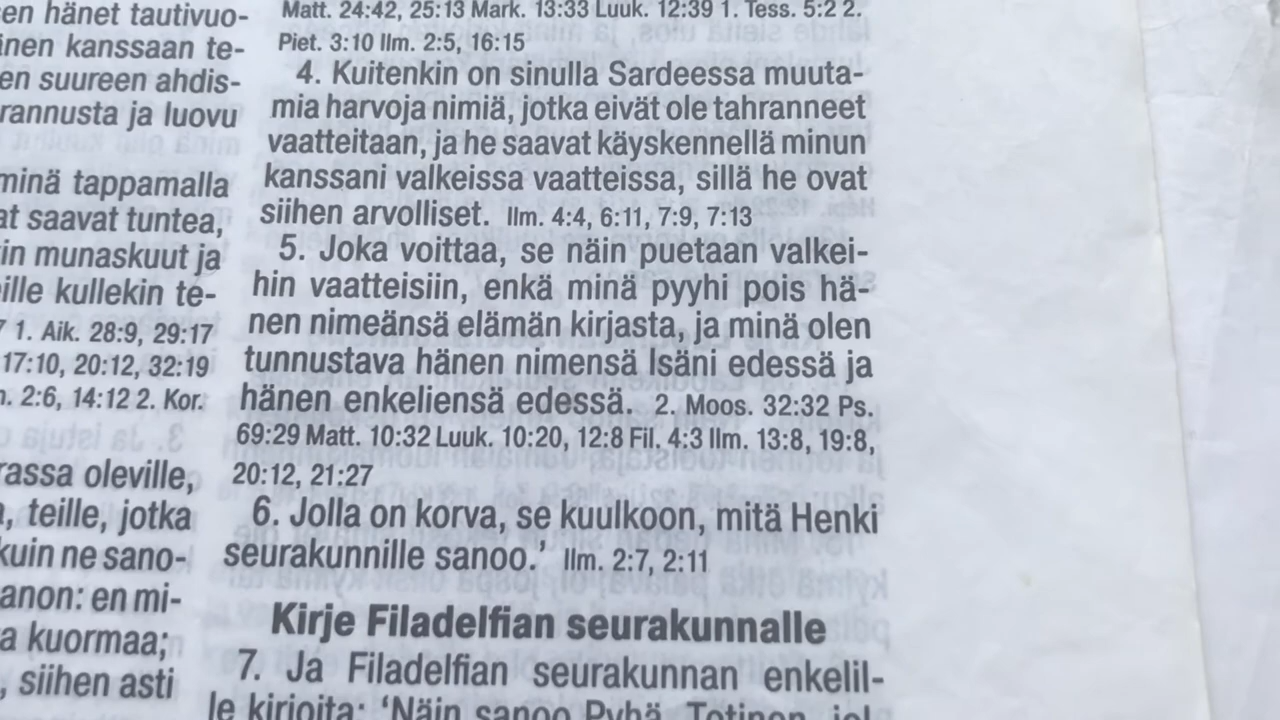 en hänet tautivuo-
inen kanssaan te-
en suureen ahdis-
rannusta ja luovu
minä tappamalla
at saavat tuntea,
in munaskuut ja
ille kullekin te-
7 1. Aik. 28:9, 29:17
17:10, 20:12, 32:19
n. 2:6, 14:12 2. Kor.
rassa oleville,
teille, jotka
kuin ne sano-
anon: en mi-
a kuormaa;
, siihen asti
Matt. 24:42, 25:13 Mark. 13:33 Luuk. 12:39 1. Tess. 5:2 2.
Piet. 3:10 Ilm. 2:5, 16:15
4. Kuitenkin on sinulla Sardeessa muuta-
mia harvoja nimiä, jotka eivät ole tahranneet
vaatteitaan, ja he saavat käyskennellä minun
kanssani valkeissa vaatteissa, sillä he ovat
siihen arvolliset. Ilm. 4:4, 6:11, 7:9, 7:13
5. Joka voittaa, se näin puetaan valkei-
hin vaatteisiin, enkä minä pyyhi pois hä-
nen nimeänsä elämän kirjasta, ja minä olen
tunnustava hänen nimensä Isäni edessä ja
hänen enkeliensä edessä. 2. Moos. 32:32 Ps.
69:29 Matt. 10:32 Luuk. 10:20, 12:8 Fil. 4:3 Ilm. 13:8, 19:8,
20:12, 21:27
6. Jolla on korva, se kuulkoon, mitä Henki
seurakunnille sanoo.’ Ilm. 2:7, 2:11
Kirje Filadelfian seurakunnalle
7. Ja Filadelfian seurakunnan enkelil-
le kirjoita: ‘Näin sanoo Pyhä, Totinen, jol-